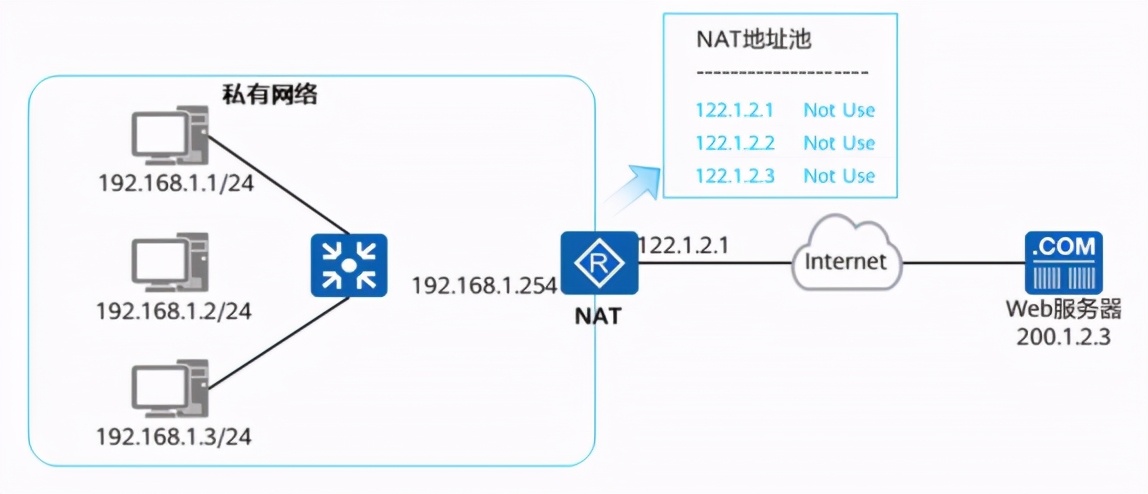 NAT地址池
---------------------
122.1.2.1 Not Use
122.1.2.2 Not Use
122.1.2.3 Not Use
私有网络
192.168.1.1/24
192.168.1.2/24
192.168.1.3/24
192.168.1.254
R
NAT
122.1.2.1
Internet
.COM
Web服务器
200.1.2.3